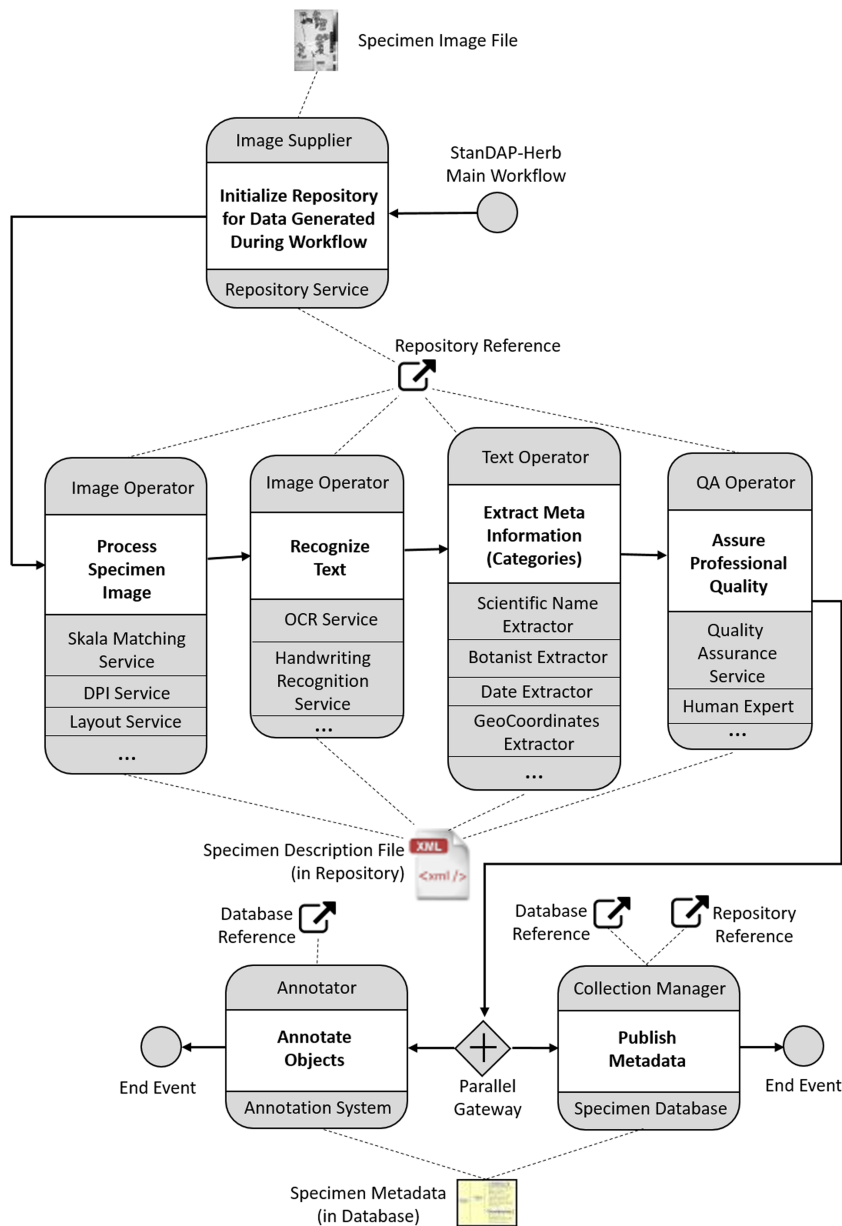 Specimen Image File
Image Supplier
StanDAP-Herb
Main Workflow
Initialize Repository
for Data Generated
During Workflow
Repository Service
Repository Reference
Image Operator
Process
Specimen
Image
Skala Matching
Service
DPI Service
Layout Service
...
Image Operator
Recognize
Text
OCR Service
Handwriting
Recognition
Service
...
Text Operator
Extract Meta
Information
(Categories)
Scientific Name
Extractor
Botanist Extractor
Date Extractor
GeoCoordinates
Extractor
...
QA Operator
Assure
Professional
Quality
Quality
Assurance
Service
Human Expert
...
Specimen Description File
(in Repository)
XML
<xml />
Database
Reference
Database
Reference
Repository
Reference
Annotator
Annotate
Objects
Annotation System
End Event
Parallel
Gateway
Collection Manager
Publish
Metadata
Specimen Database
End Event
Specimen Metadata
(in Database)